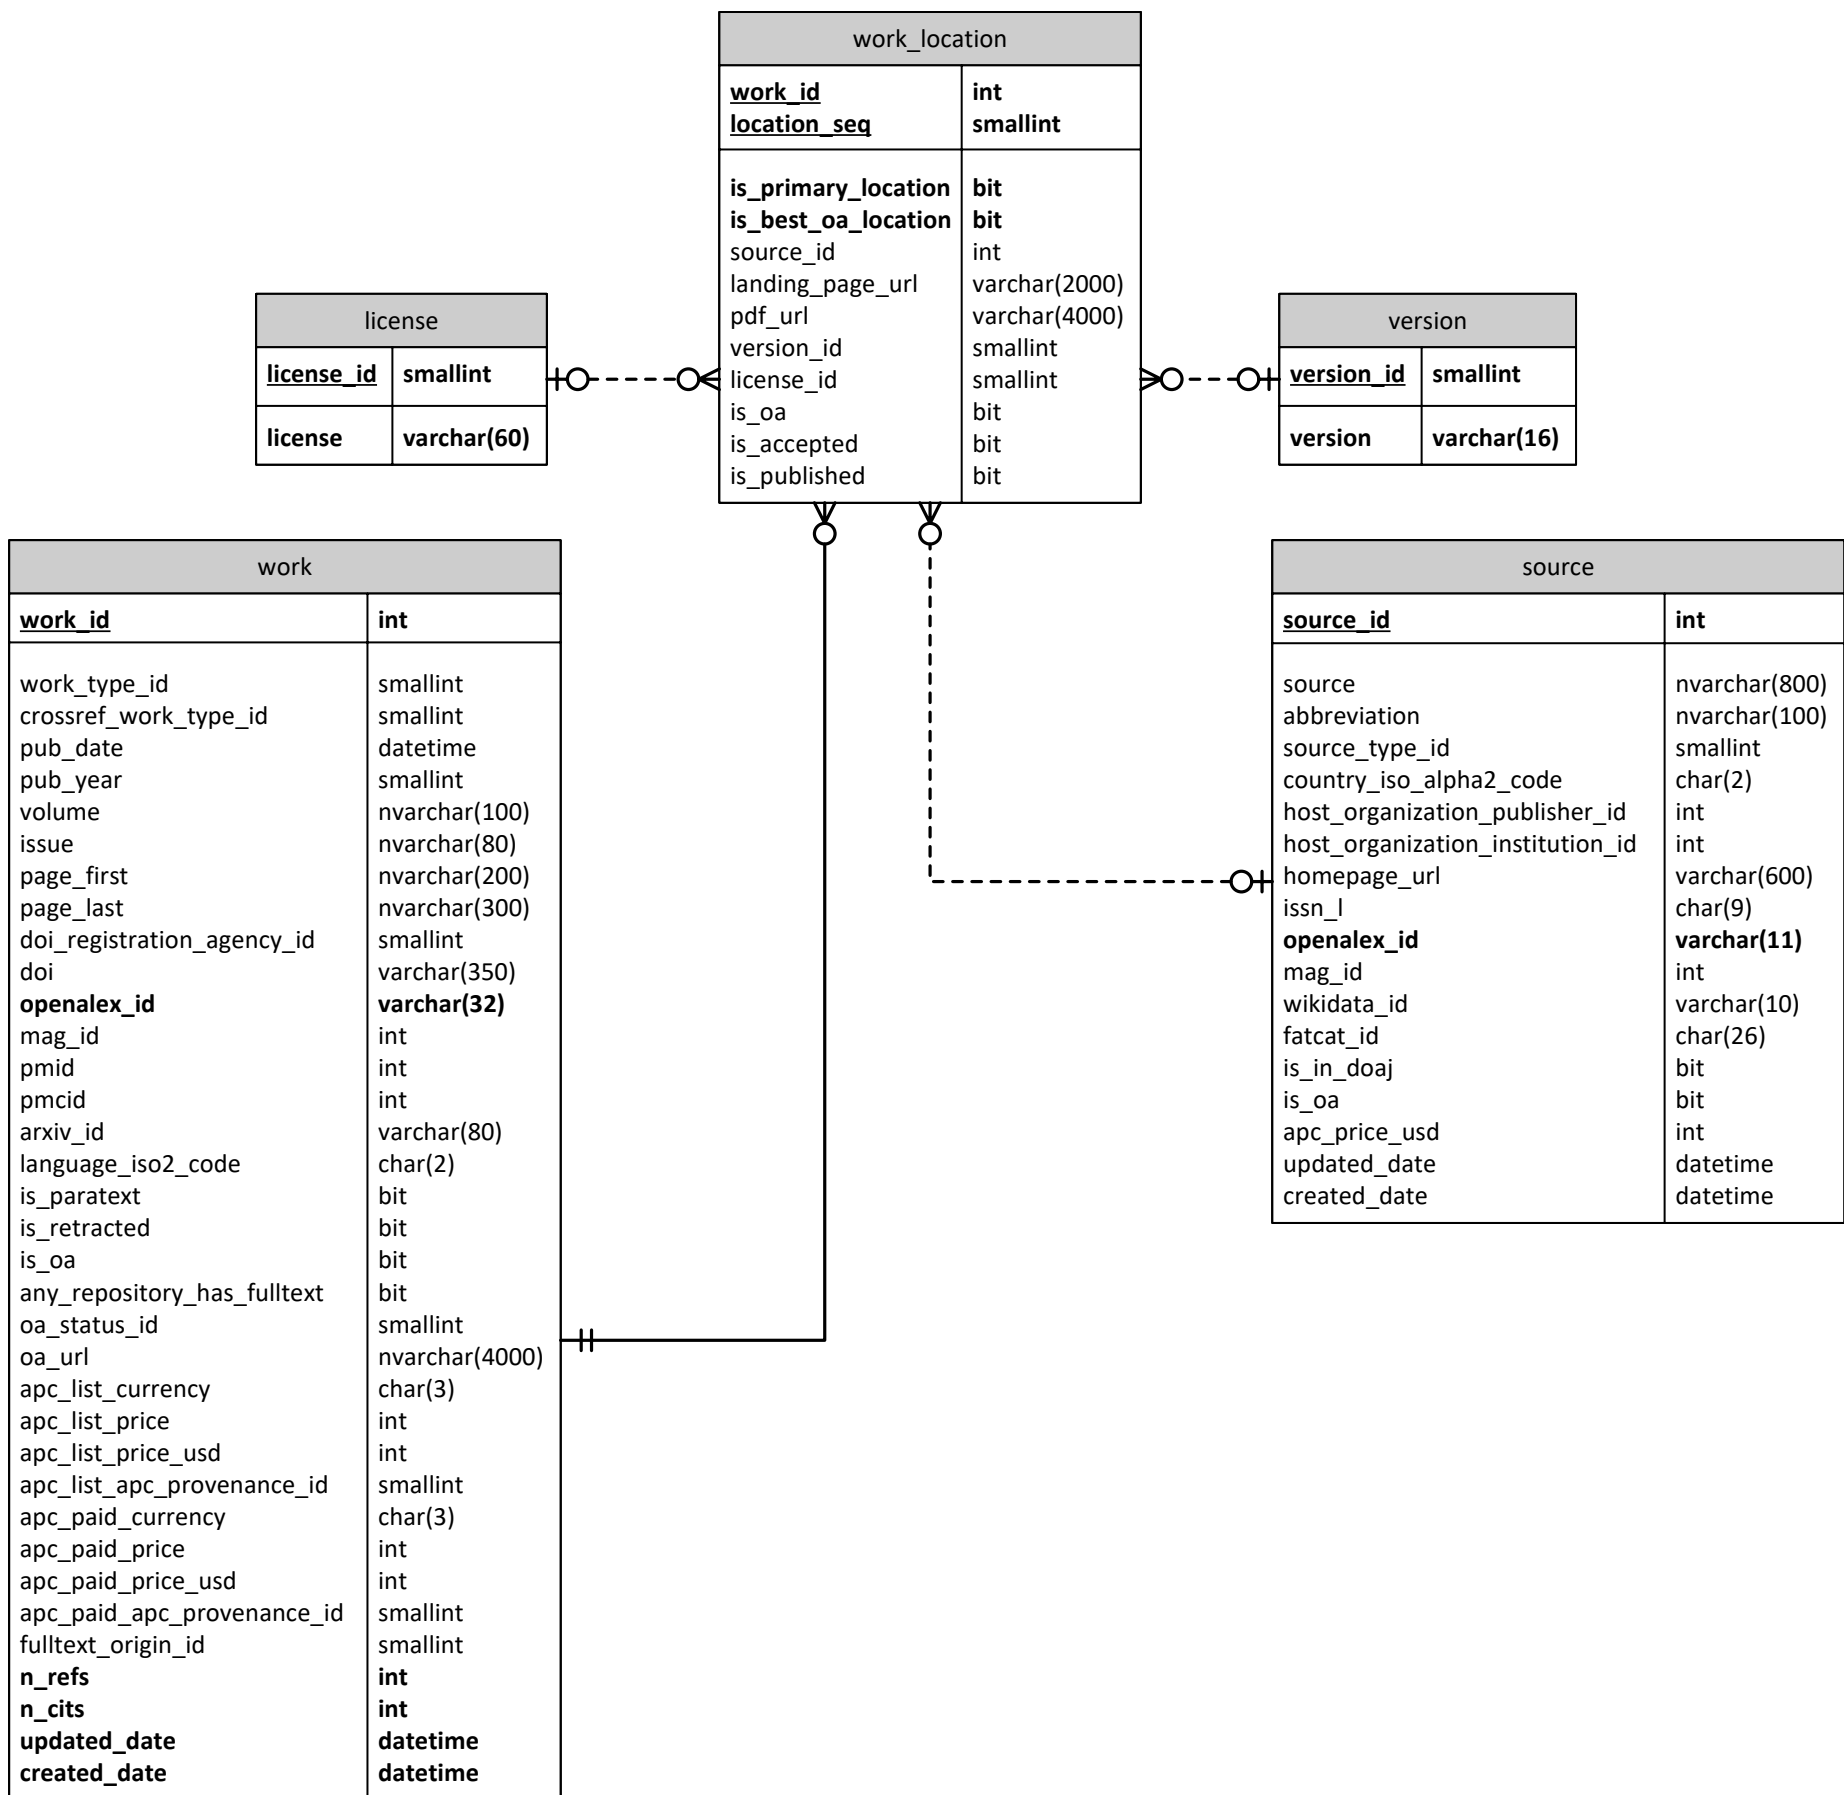 work_location
work_id int
location_seq smallint
is_primary_location bit
is_best_oa_location bit
source_id int
landing_page_url varchar(2000)
pdf_url varchar(4000)
version_id smallint
license_id smallint
is_oa bit
is_accepted bit
is_published bit
license
license_id smallint
license varchar(60)
version
version_id smallint
version varchar(16)
work
work_id int
work_type_id smallint
crossref_work_type_id smallint
pub_date datetime
pub_year smallint
volume nvarchar(100)
issue nvarchar(80)
page_first nvarchar(200)
page_last nvarchar(300)
doi_registration_agency_id smallint
doi varchar(350)
openalex_id varchar(32)
mag_id int
pmid int
pmcid int
arxiv_id varchar(80)
language_iso2_code char(2)
is_paratext bit
is_retracted bit
is_oa bit
any_repository_has_fulltext bit
oa_status_id smallint
oa_url nvarchar(4000)
apc_list_currency char(3)
apc_list_price int
apc_list_price_usd int
apc_list_apc_provenance_id smallint
apc_paid_currency char(3)
apc_paid_price int
apc_paid_price_usd int
apc_paid_apc_provenance_id smallint
fulltext_origin_id smallint
n_refs int
n_cits int
updated_date datetime
created_date datetime
source
source_id int
source nvarchar(800)
abbreviation nvarchar(100)
source_type_id smallint
country_iso_alpha2_code char(2)
host_organization_publisher_id int
host_organization_institution_id int
homepage_url varchar(600)
issn_l char(9)
openalex_id varchar(11)
mag_id int
wikidata_id varchar(10)
fatcat_id char(26)
is_in_doaj bit
is_oa bit
apc_price_usd int
updated_date datetime
created_date datetime